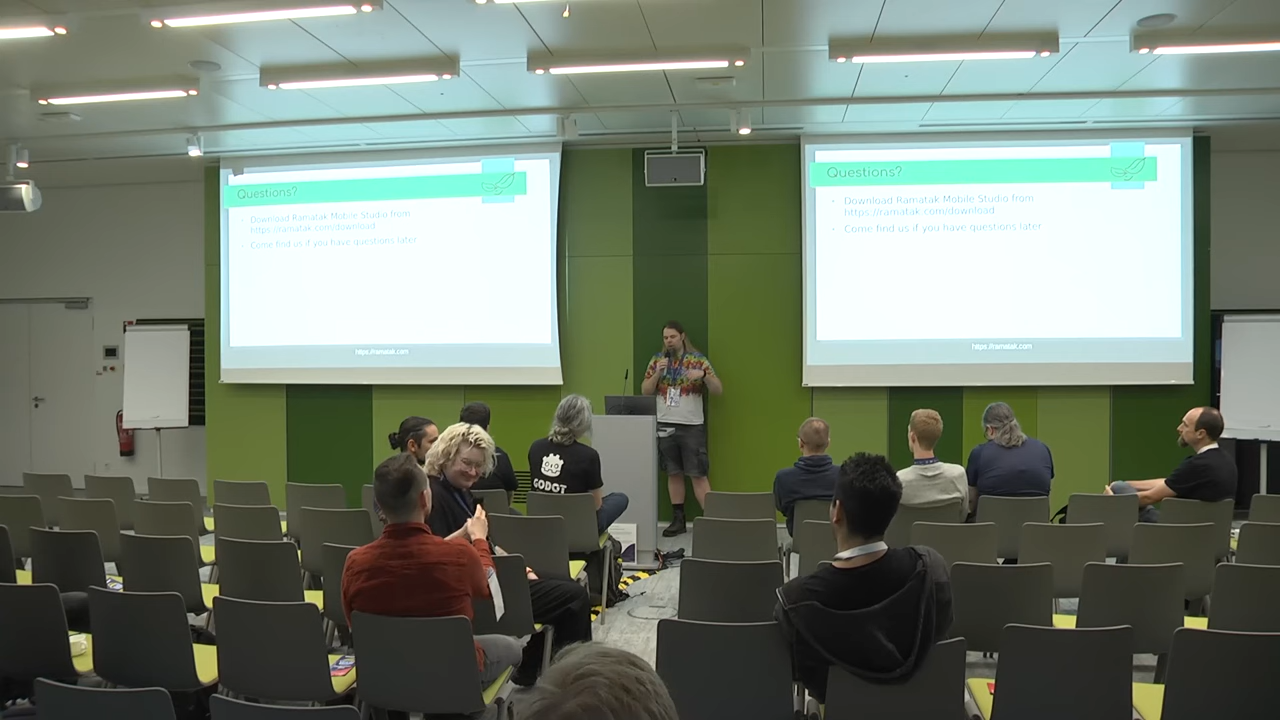 Questions?
Download Ramatak Mobile Studio from
https://ramatak.com/download
Come find us if you have questions later
https://ramatak.com
Questions?
Download Ramatak Mobile Studio from
https://ramatak.com/download
Come find us if you have questions later
https://ramatak.com
GODOT